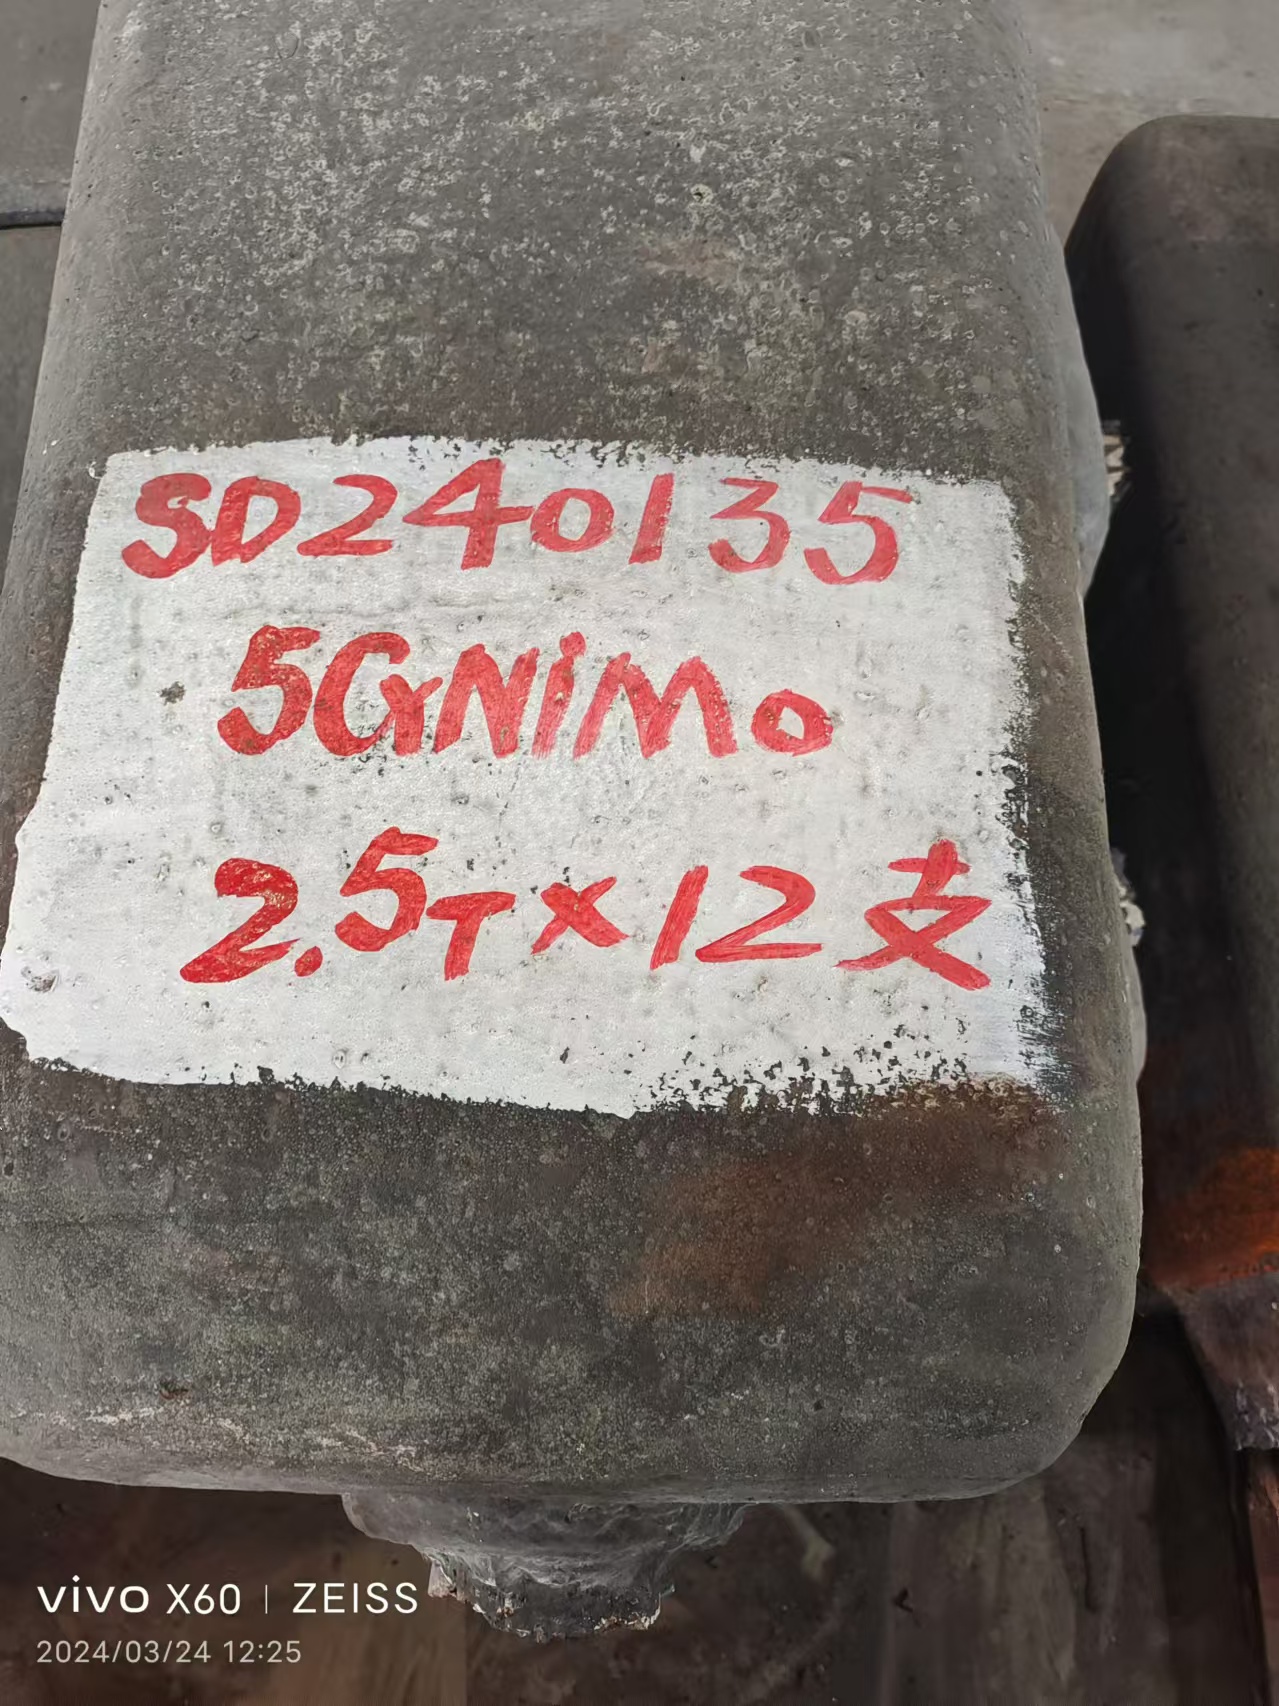 SD240135
5CrNiMo
2.5T×12支
vivo X60 | ZEISS
2024/03/24 12:25